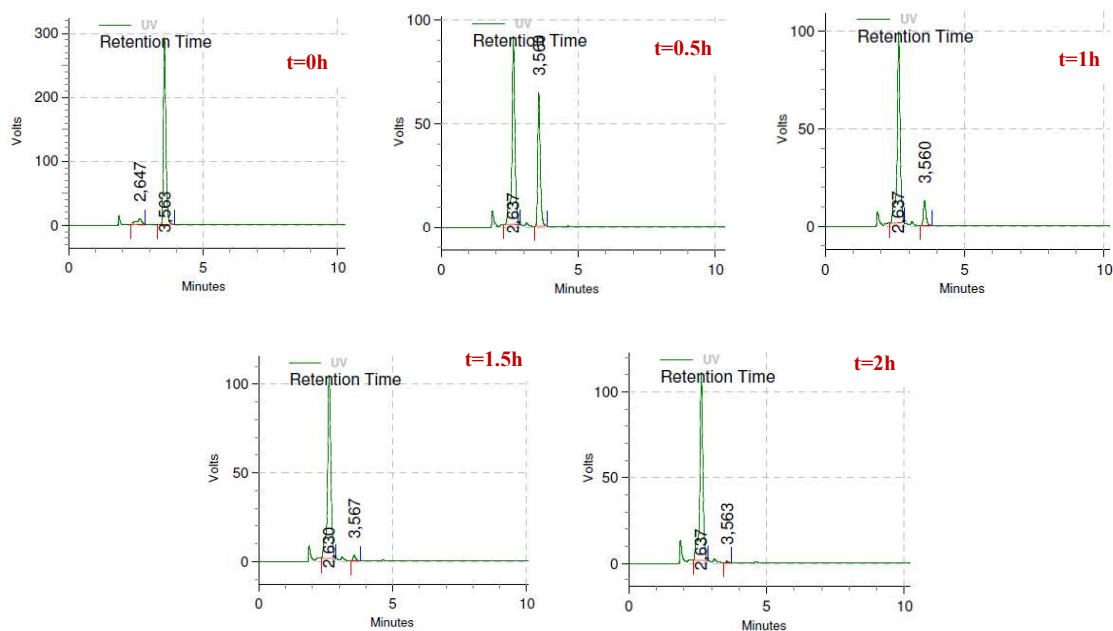 UV
Retention Time
t=0h
300
200
100
0
Volts
2,647
3,563
0
5
10
Minutes
UV
Retention Time
t=0.5h
100
50
0
Volts
2,637
3,560
0
5
10
Minutes
UV
Retention Time
t=1h
100
50
0
Volts
2,637
3,560
0
5
10
Minutes
UV
Retention Time
t=1.5h
100
50
0
Volts
2,630
3,567
0
5
10
Minutes
UV
Retention Time
t=2h
100
50
0
Volts
2,637
3,563
0
5
10
Minutes